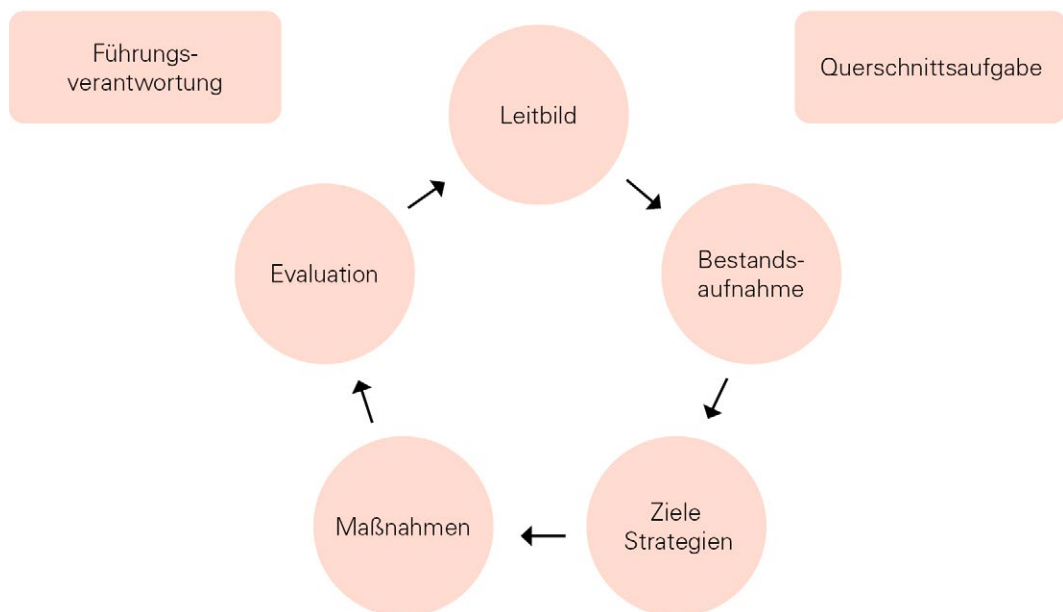 Führungs-
verantwortung
Querschnittsaufgabe
Leitbild
Bestands-
aufnahme
Ziele
Strategien
Maßnahmen
Evaluation